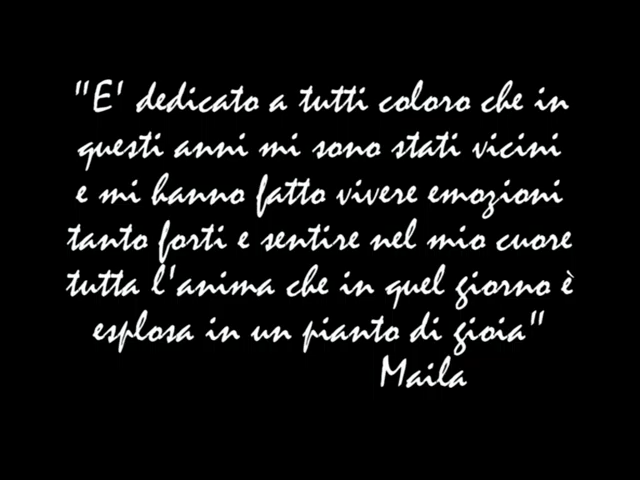 "E' dedicato a tutti coloro che in
questi anni mi sono stati vicini
e mi hanno fatto vivere emozioni
tanto forti e sentire nel mio cuore
tutta l'anima che in quel giorno è
esplosa in un pianto di gioia"
Maila